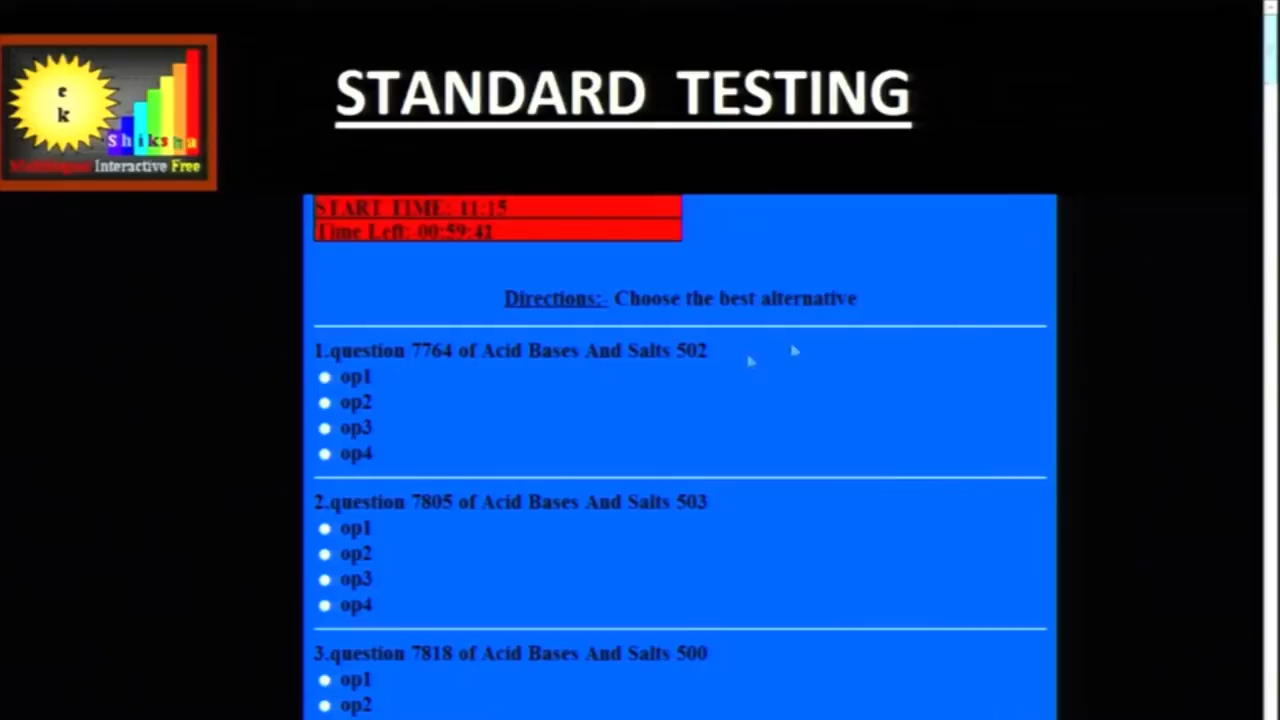 e
k
Shiksha
Multilingual Interactive Free
STANDARD TESTING
START TIME: 11:15
Time Left: 00:59:41
Directions:- Choose the best alternative
1.question 7764 of Acid Bases And Salts 502
op1
op2
op3
op4
2.question 7805 of Acid Bases And Salts 503
op1
op2
op3
op4
3.question 7818 of Acid Bases And Salts 500
op1
op2